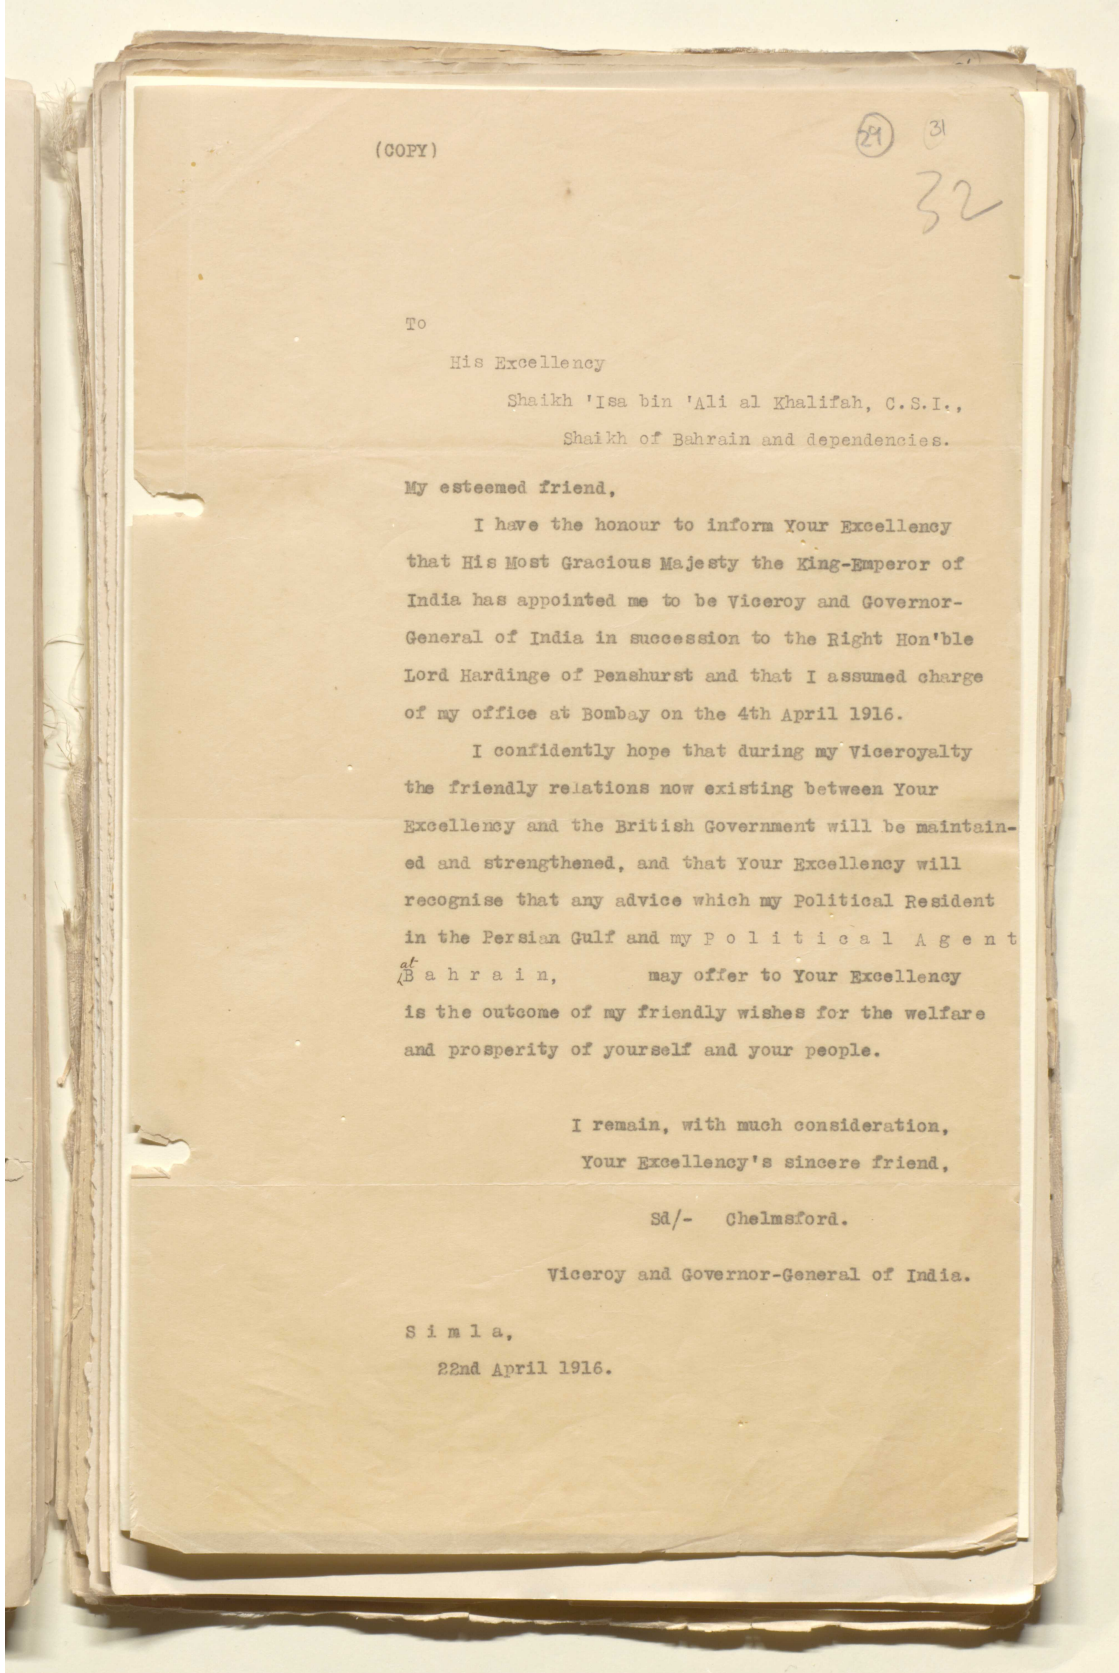 (COPY)
29
31
32
To
His Excellency
Shaikh 'Isa bin 'Ali al Khalifah, C.S.I.,
Shaikh of Bahrain and dependencies.
My esteemed friend,
I have the honour to inform Your Excellency
that His Most Gracious Majesty the King-Emperor of
India has appointed me to be Viceroy and Governor-
General of India in succession to the Right Hon'ble
Lord Hardinge of Penshurst and that I assumed charge
of my office at Bombay on the 4th April 1916.
I confidently hope that during my Viceroyalty
the friendly relations now existing between Your
Excellency and the British Government will be maintain-
ed and strengthened, and that Your Excellency will
recognise that any advice which my Political Resident
in the Persian Gulf and my P o l i t i c a l  A g e n t
at B a h r a i n, may offer to Your Excellency
is the outcome of my friendly wishes for the welfare
and prosperity of yourself and your people.
I remain, with much consideration,
Your Excellency's sincere friend,
Sd/- Chelmsford.
Viceroy and Governor-General of India.
S i m l a,
22nd April 1916.